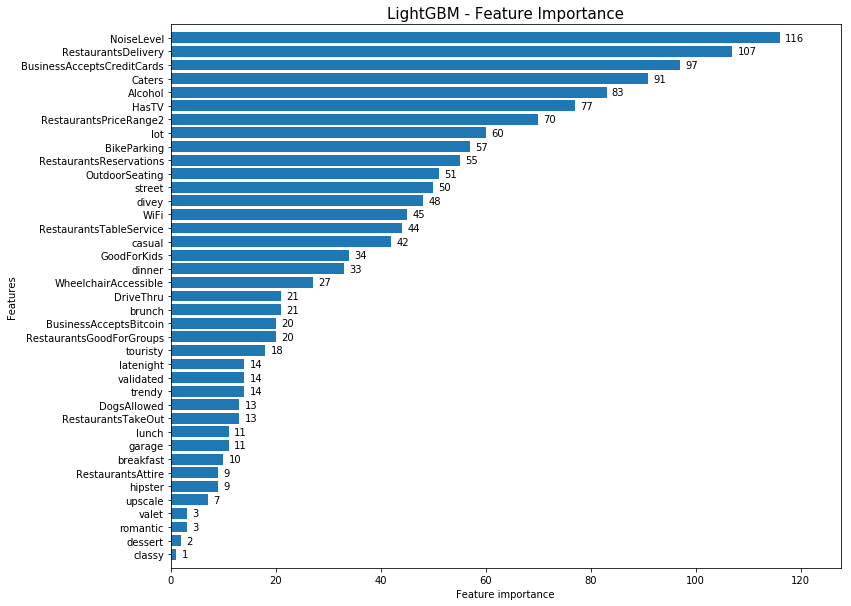 LightGBM - Feature Importance
NoiseLevel 116
RestaurantsDelivery 107
BusinessAcceptsCreditCards 97
Caters 91
Alcohol 83
HasTV 77
RestaurantsPriceRange2 70
lot 60
BikeParking 57
RestaurantsReservations 55
OutdoorSeating 51
street 50
divey 48
WiFi 45
RestaurantsTableService 44
casual 42
GoodForKids 34
dinner 33
WheelchairAccessible 27
DriveThru 21
brunch 21
BusinessAcceptsBitcoin 20
RestaurantsGoodForGroups 20
touristy 18
latenight 14
validated 14
trendy 14
DogsAllowed 13
RestaurantsTakeOut 13
lunch 11
garage 11
breakfast 10
RestaurantsAttire 9
hipster 9
upscale 7
valet 3
romantic 3
dessert 2
classy 1
Features
0 20 40 60 80 100 120
Feature importance